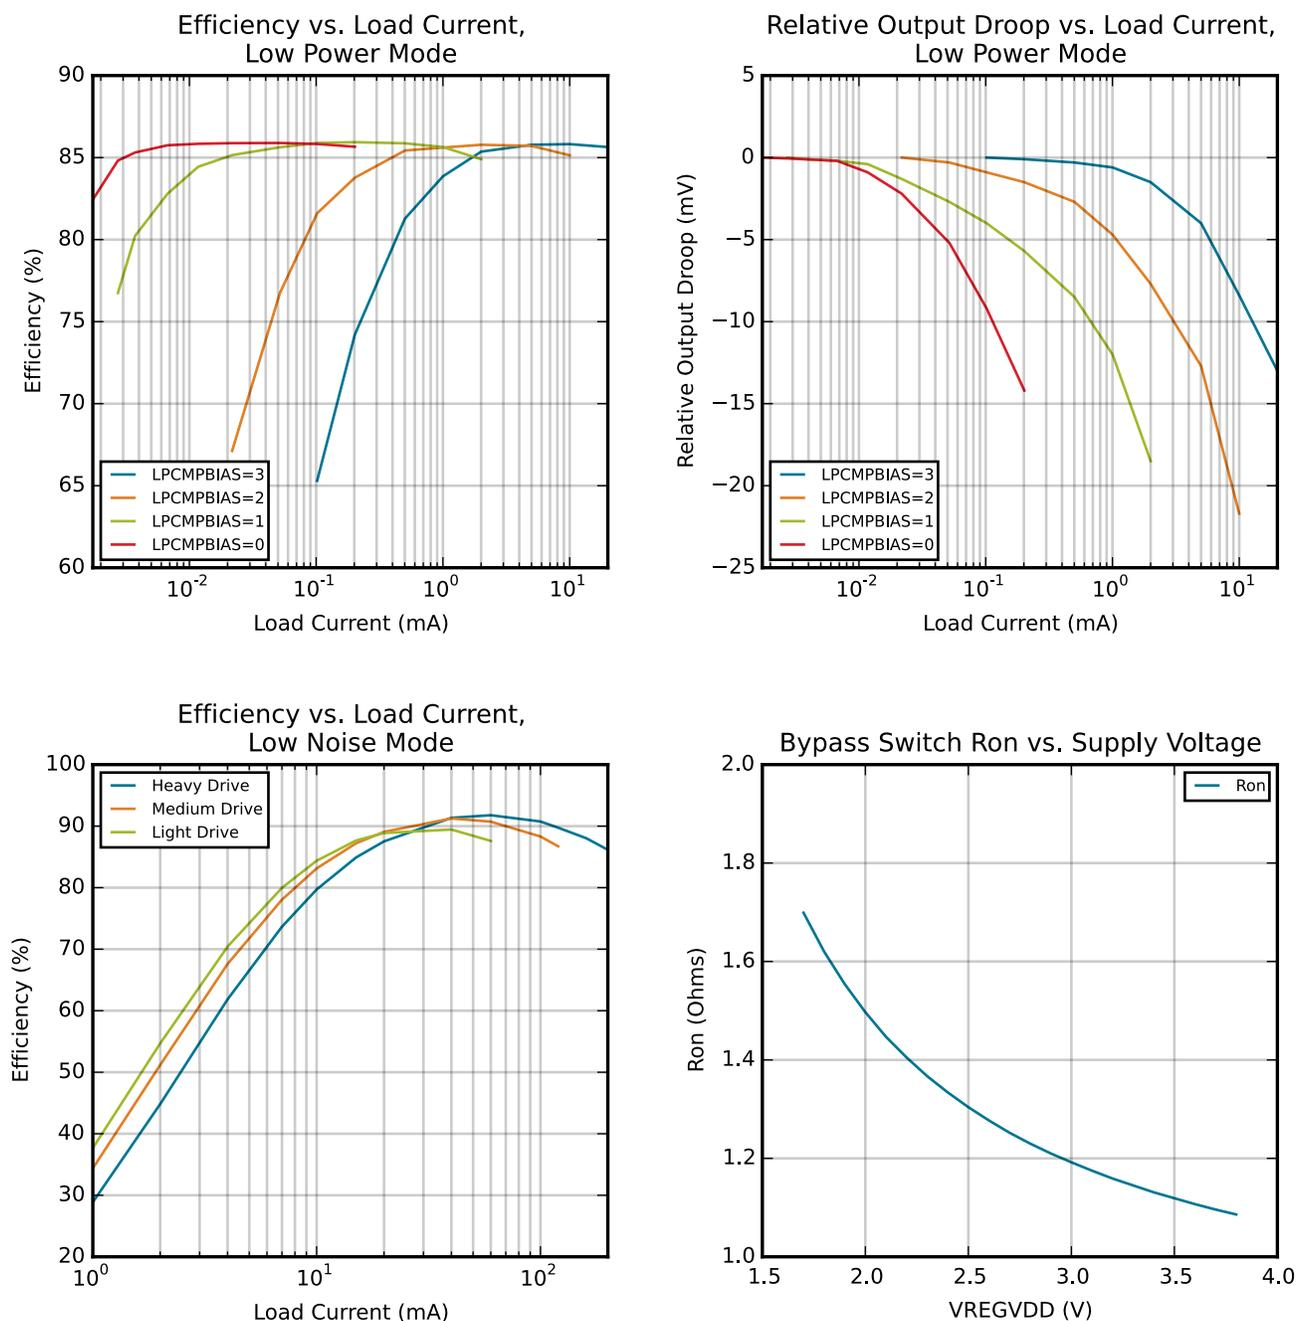 Efficiency vs. Load Current,
Low Power Mode
90
85
80
75
70
65
60
Efficiency (%)
LPCMPBIAS=3
LPCMPBIAS=2
LPCMPBIAS=1
LPCMPBIAS=0
10-2 10-1 100 101
Load Current (mA)
Relative Output Droop vs. Load Current,
Low Power Mode
5
0
−5
−10
−15
−20
−25
Relative Output Droop (mV)
LPCMPBIAS=3
LPCMPBIAS=2
LPCMPBIAS=1
LPCMPBIAS=0
10-2 10-1 100 101
Load Current (mA)
Efficiency vs. Load Current,
Low Noise Mode
100
90
80
70
60
50
40
30
20
Efficiency (%)
Heavy Drive
Medium Drive
Light Drive
100 101 102
Load Current (mA)
Bypass Switch Ron vs. Supply Voltage
2.0
1.8
1.6
1.4
1.2
1.0
Ron (Ohms)
Ron
1.5 2.0 2.5 3.0 3.5 4.0
VREGVDD (V)